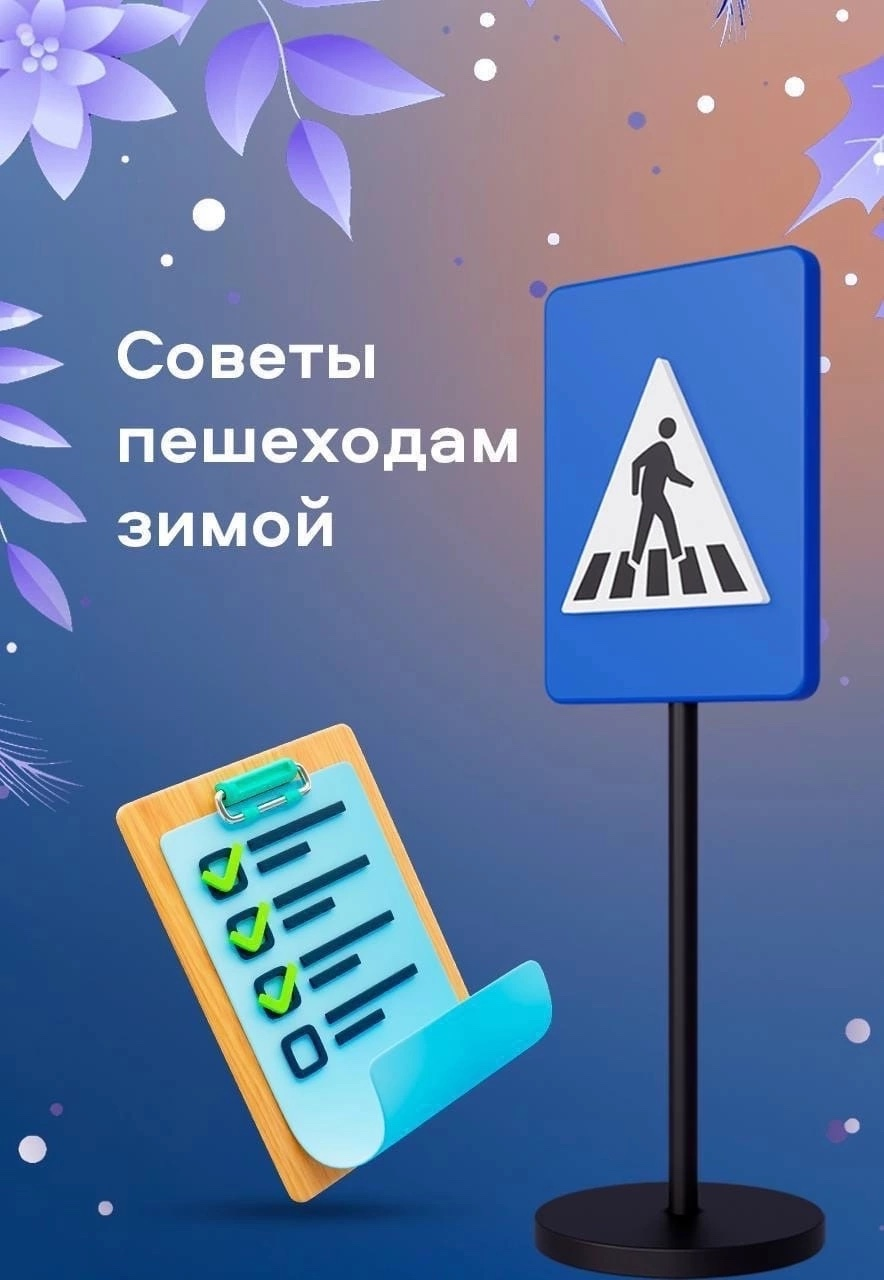 Советы
пешеходам
зимой